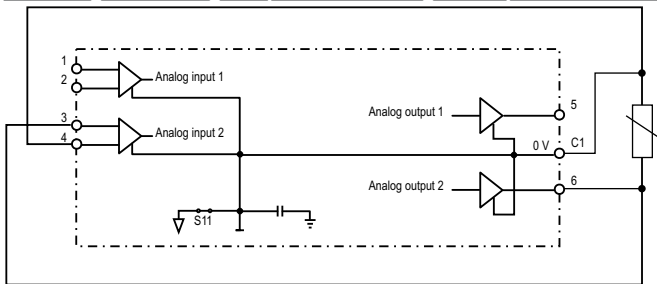 1
2
Analog input 1
3
4
Analog input 2
S11
Analog output 1
5
0 V
C1
Analog output 2
6